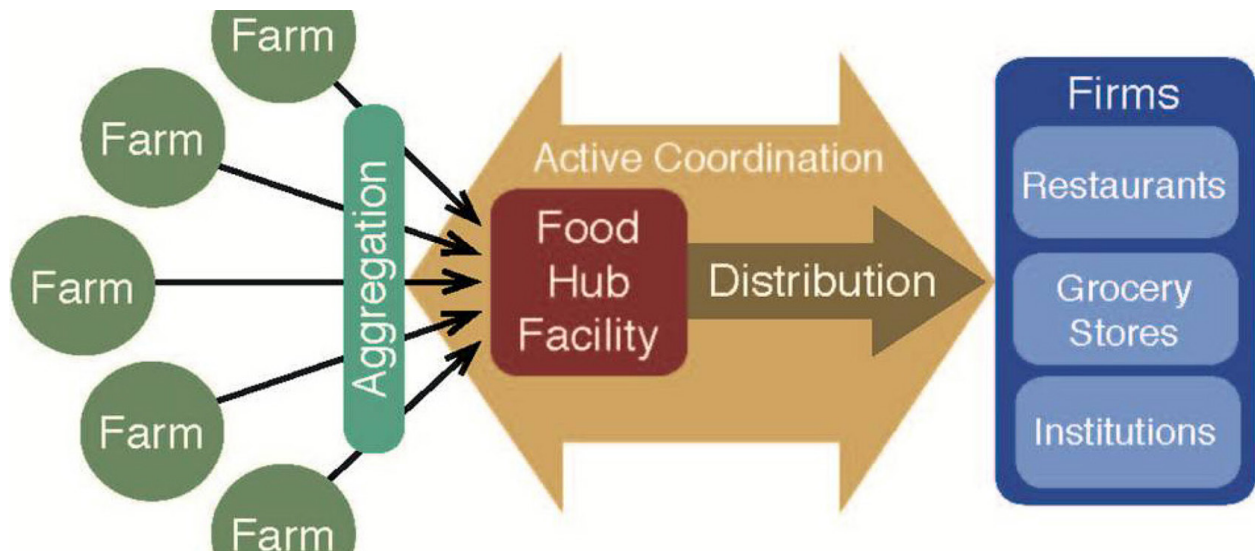 Farm
Farm
Farm
Farm
Farm
Aggregation
Active Coordination
Food
Hub
Facility
Distribution
Firms
Restaurants
Grocery
Stores
Institutions